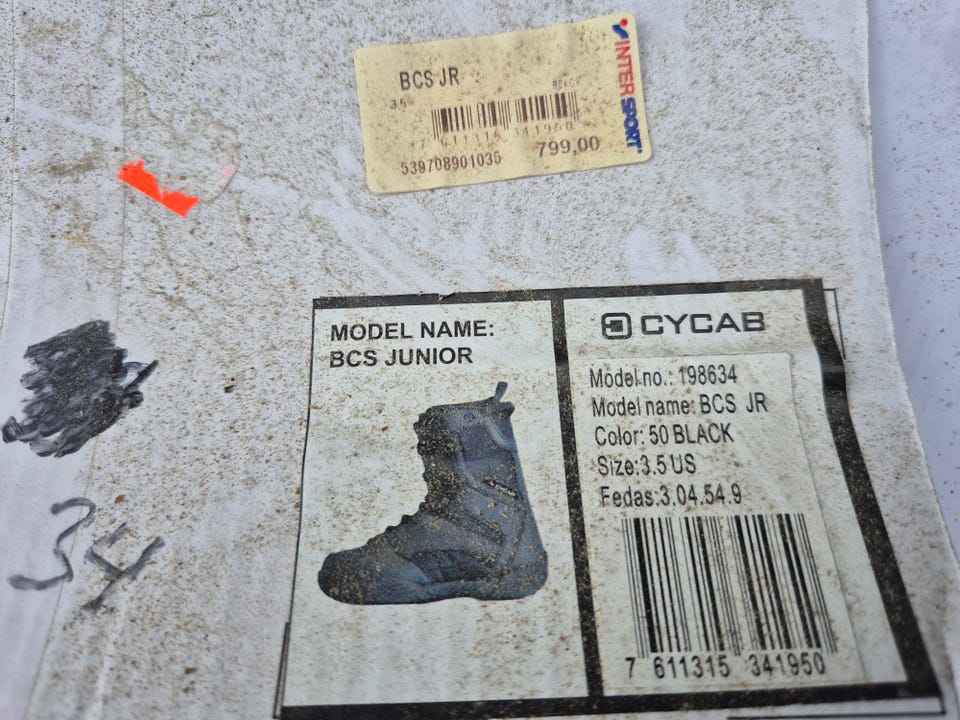 BCS JR
3.5
BLACK
7 611315 341950
539708901035
799,00
INTERSPORT
MODEL NAME:
BCS JUNIOR
CYCAB
Model no.: 198634
Model name: BCS JR
Color: 50 BLACK
Size:3.5 US
Fedas:3.04.54.9
7 611315 341950
34